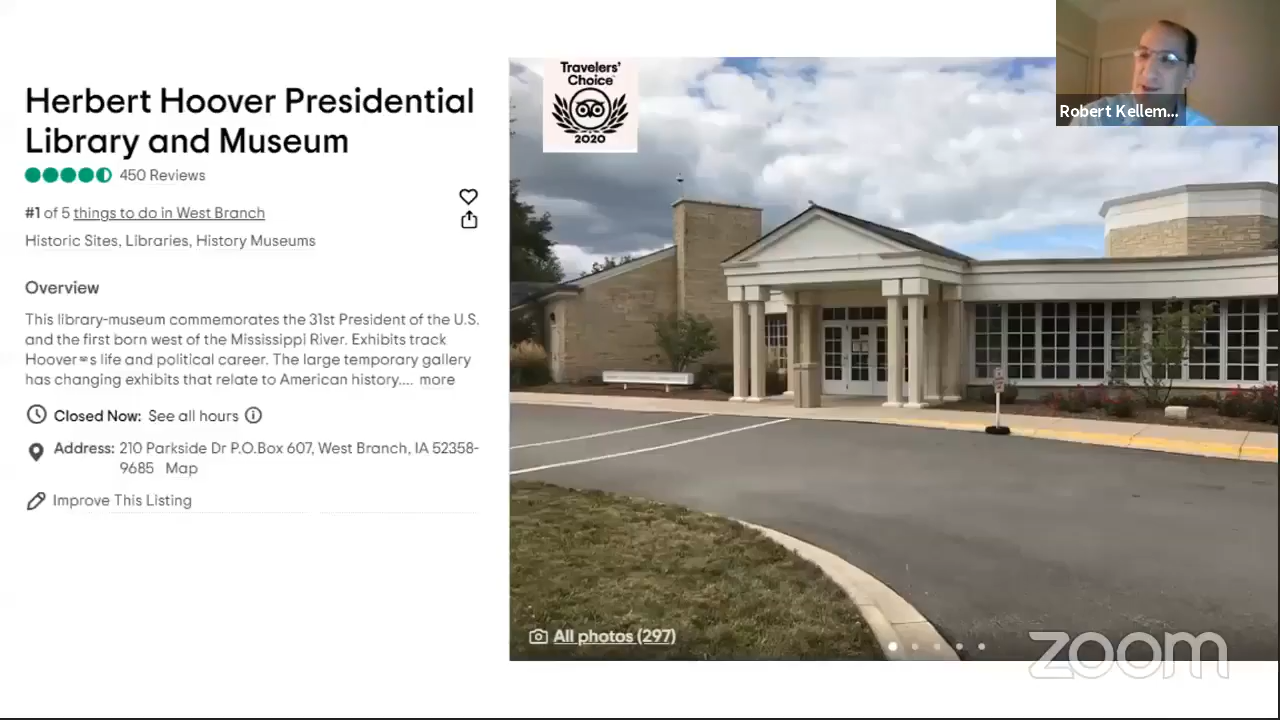 Herbert Hoover Presidential
Library and Museum
450 Reviews
#1 of 5 things to do in West Branch
Historic Sites, Libraries, History Museums
Overview
This library-museum commemorates the 31st President of the U.S.
and the first born west of the Mississippi River. Exhibits track
Hoover s life and political career. The large temporary gallery
has changing exhibits that relate to American history.... more
Closed Now: See all hours
Address: 210 Parkside Dr P.O.Box 607, West Branch, IA 52358-
9685 Map
Improve This Listing
Travelers'
Choice
2020
All photos (297)
Robert Kellem...
zoom